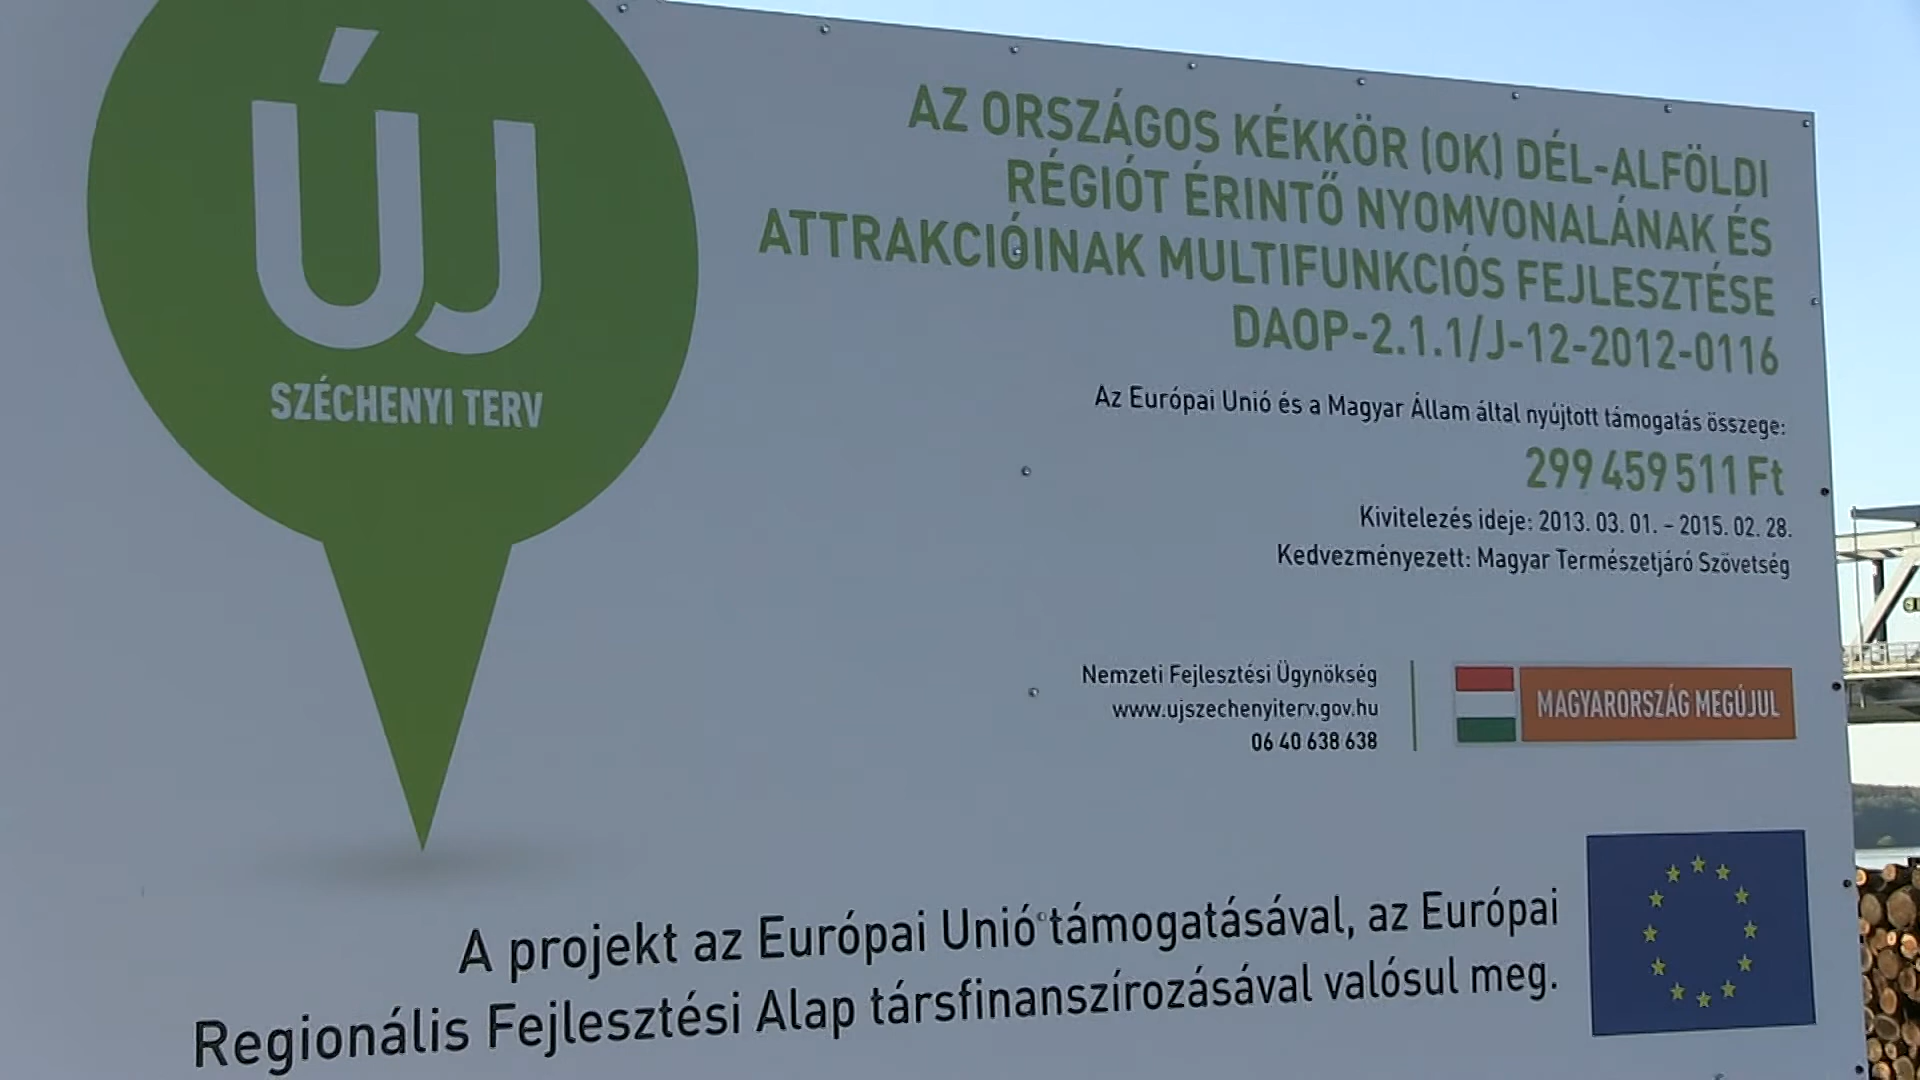 ÚJ
SZÉCHENYI TERV
AZ ORSZÁGOS KÉKKÖR (OK) DÉL-ALFÖLDI
RÉGIÓT ÉRINTŐ NYOMVONALÁNAK ÉS
ATTRAKCIÓINAK MULTIFUNKCIÓS FEJLESZTÉSE
DAOP-2.1.1/J-12-2012-0116
Az Európai Unió és a Magyar Állam által nyújtott támogatás összege:
299 459 511 Ft
Kivitelezés ideje: 2013. 03. 01. - 2015. 02. 28.
Kedvezményezett: Magyar Természetjáró Szövetség
Nemzeti Fejlesztési Ügynökség
www.ujszechenyiterv.gov.hu
06 40 638 638
MAGYARORSZÁG MEGÚJUL
A projekt az Európai Unió támogatásával, az Európai
Regionális Fejlesztési Alap társfinanszírozásával valósul meg.